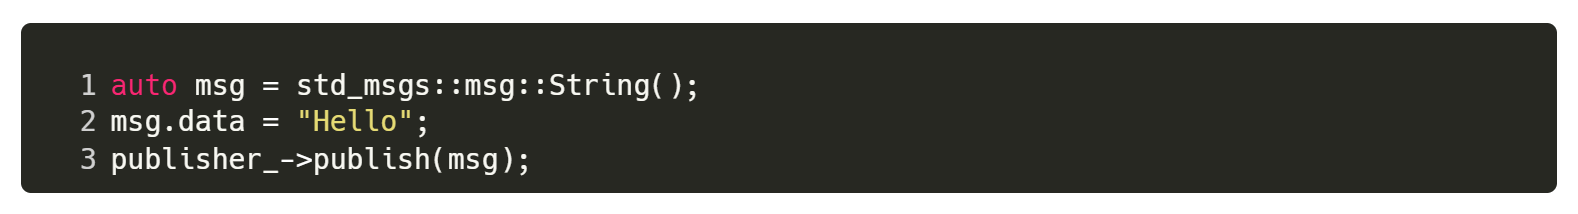 1 auto msg = std_msgs::msg::String();
2 msg.data = "Hello";
3 publisher_->publish(msg);